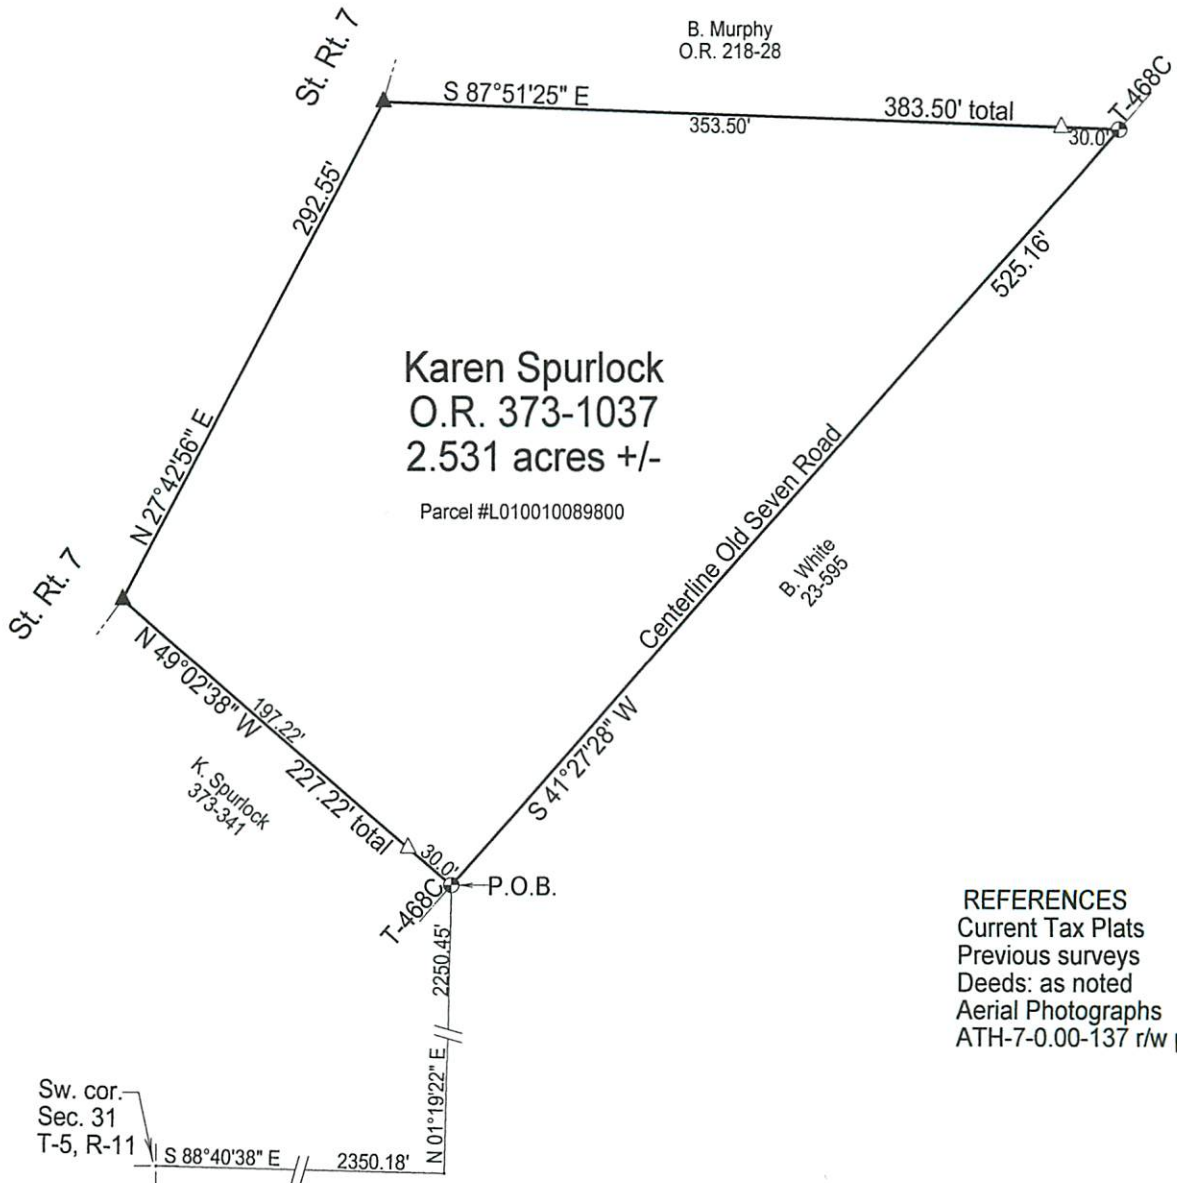 St. Rt. 7
B. Murphy
O.R. 218-28
T-468C
S 87°51'25" E
383.50' total
353.50'
30.0'
292.55'
525.16'
Karen Spurlock
O.R. 373-1037
2.531 acres +/-
Parcel #L010010089800
N 27°42'56" E
Centerline Old Seven Road
B. White
23-595
St. Rt. 7
N 49°02'38" W
197.22'
227.22' total
K. Spurlock
373-341
S 41°27'28" W
30.0'
P.O.B.
T-468C
2250.45'
N 01°19'22" E
REFERENCES
Current Tax Plats
Previous surveys
Deeds: as noted
Aerial Photographs
ATH-7-0.00-137 r/w
Sw. cor.
Sec. 31
T-5, R-11
S 88°40'38" E
2350.18'